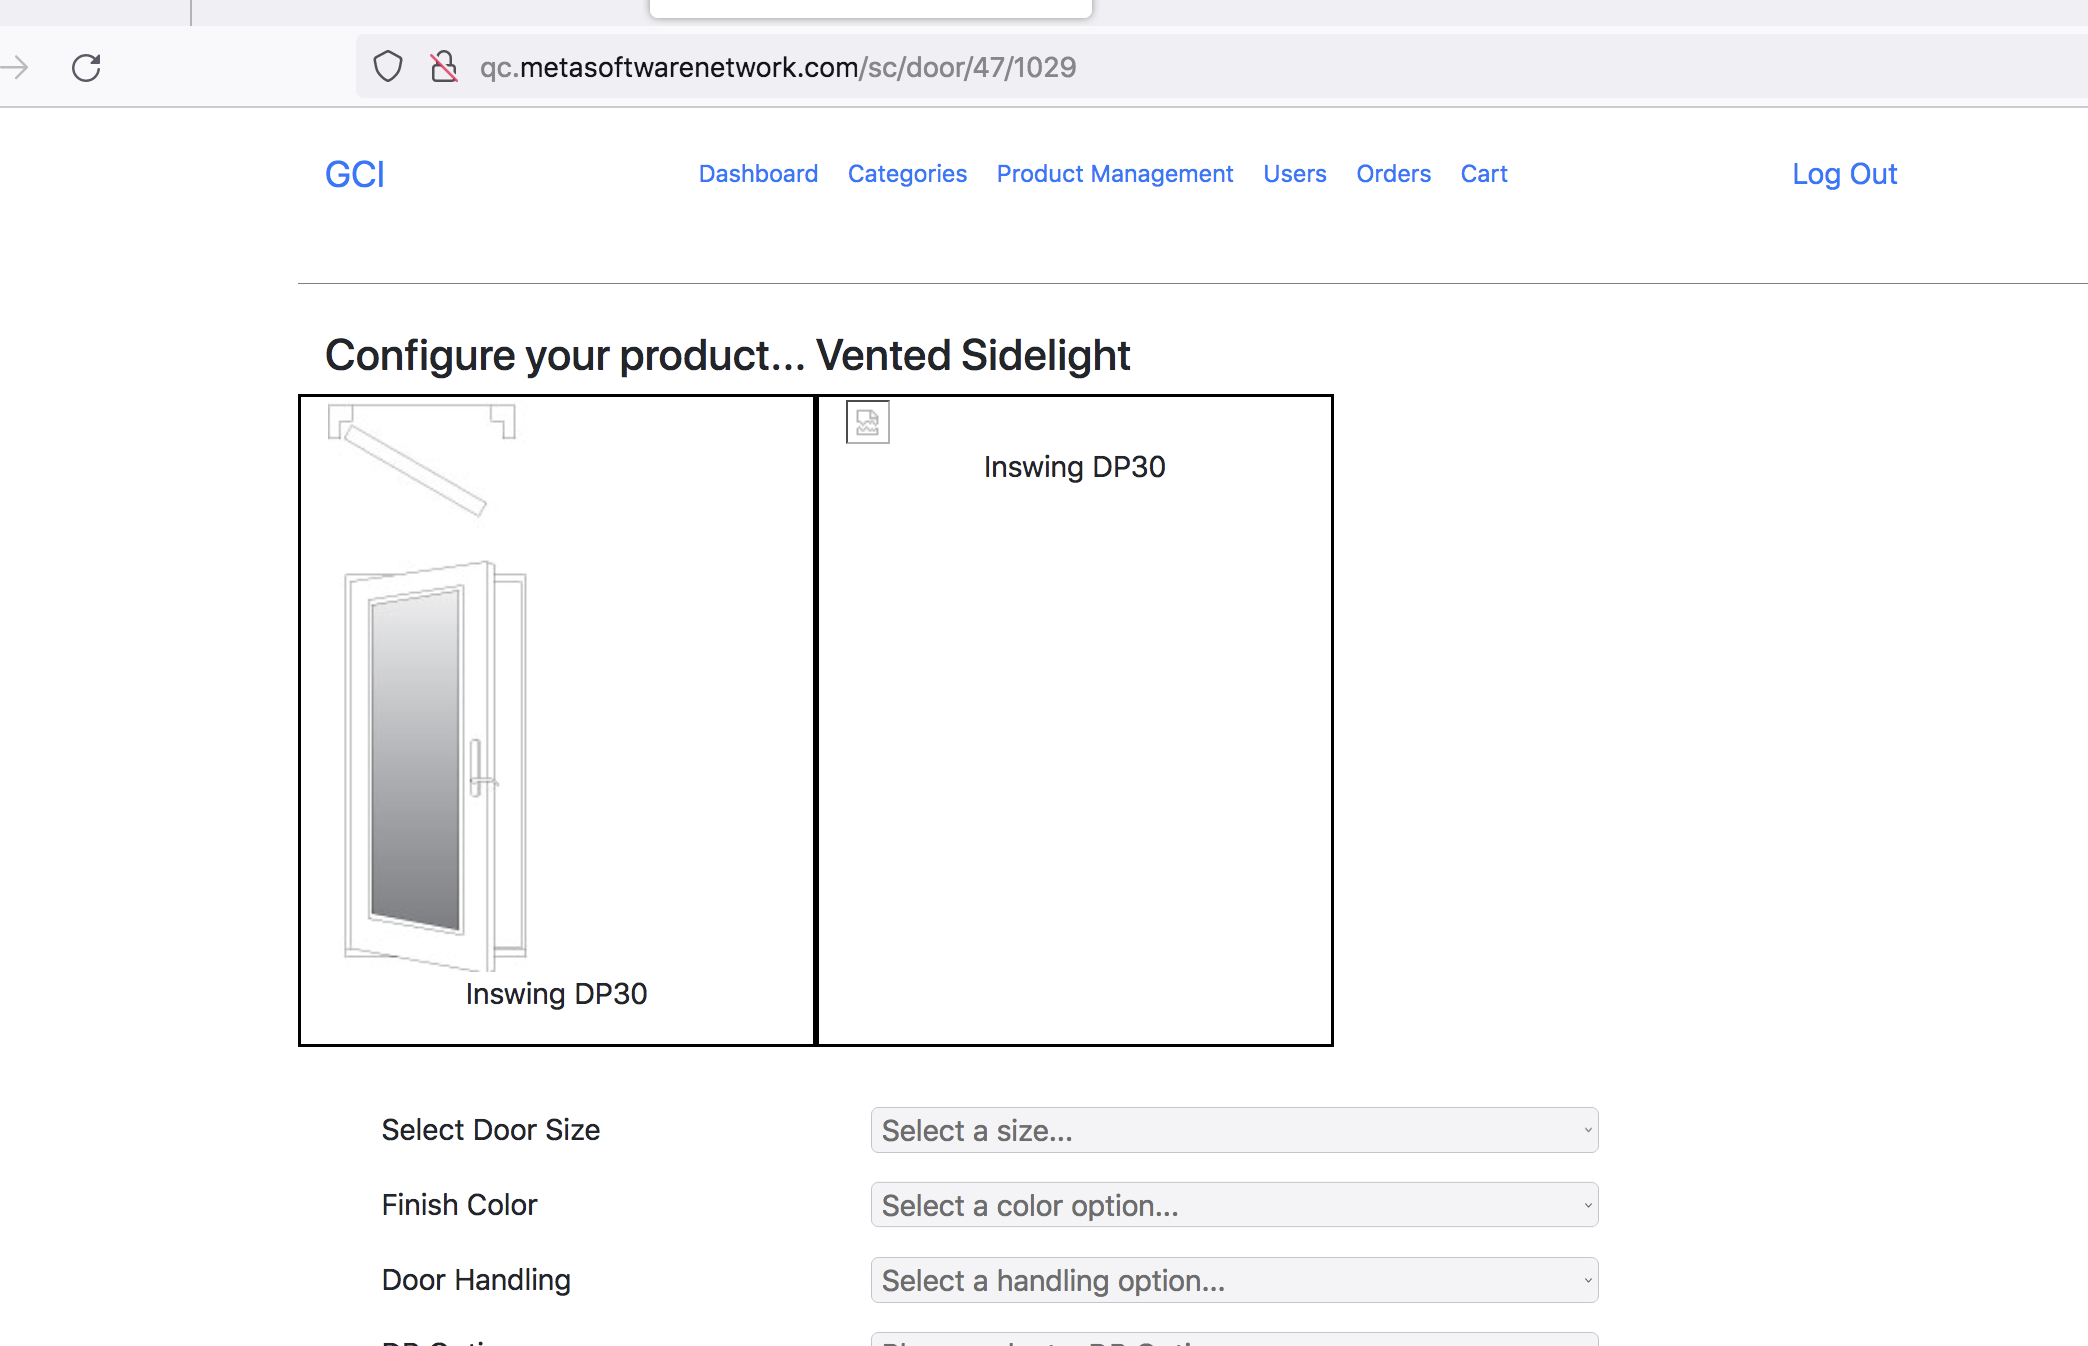 qc.metasoftwarenetwork.com/sc/door/47/1029
GCI
Dashboard Categories Product Management Users Orders Cart
Log Out
Configure your product... Vented Sidelight
Inswing DP30
Inswing DP30
Select Door Size
Select a size...
Finish Color
Select a color option...
Door Handling
Select a handling option...